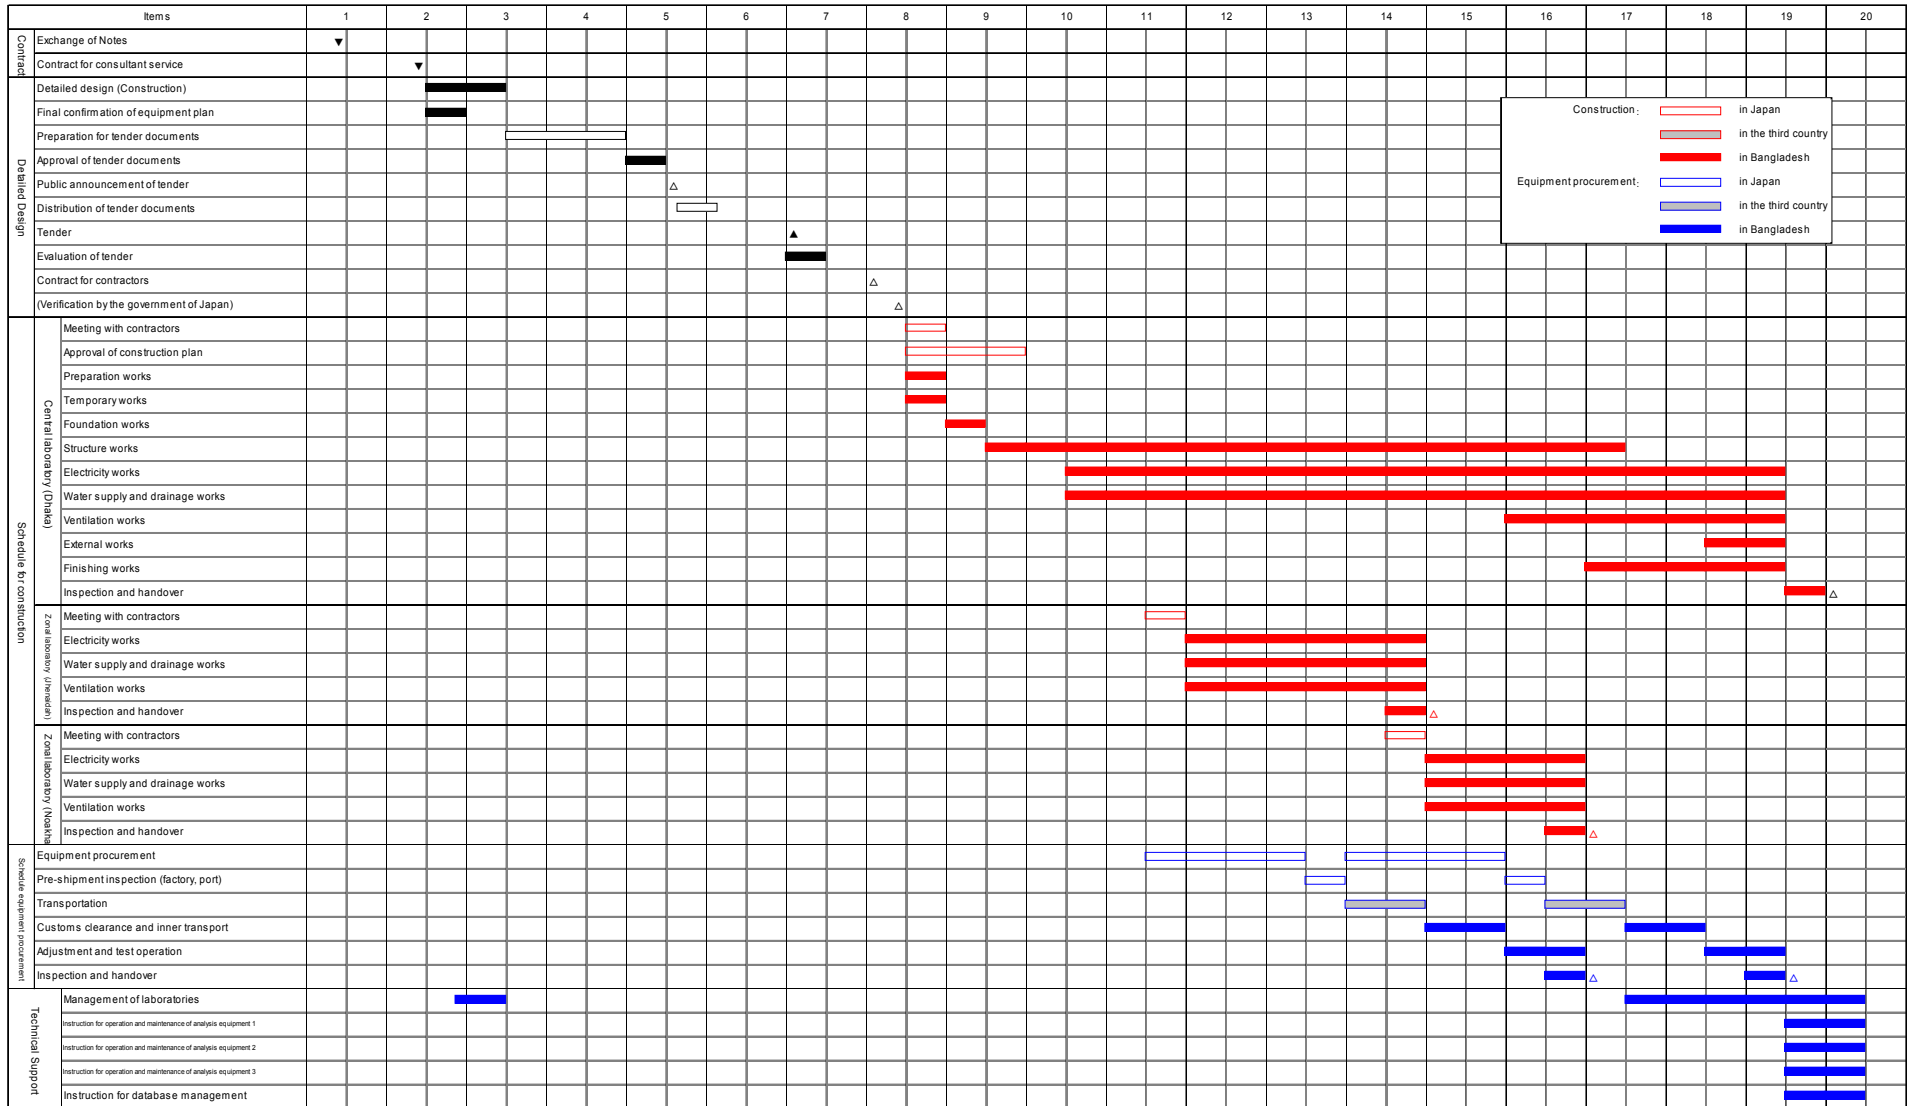 Items 1 2 3 4 5 6 7 8 9 10 11 12 13 14 15 16 17 18 19 20
Contract
Exchange of Notes
Contract for consultant service
Detailed Design
Detailed design (Construction)
Final confirmation of equipment plan
Preparation for tender documents
Approval of tender documents
Public announcement of tender
Distribution of tender documents
Tender
Evaluation of tender
Contract for contractors
(Verification by the government of Japan)
Construction: in Japan
in the third country
in Bangladesh
Equipment procurement: in Japan
in the third country
in Bangladesh
Schedule for construction
Central laboratory (Dhaka)
Meeting with contractors
Approval of construction plan
Preparation works
Temporary works
Foundation works
Structure works
Electricity works
Water supply and drainage works
Ventilation works
External works
Finishing works
Inspection and handover
Zonal laboratory (Jhenaidah)
Meeting with contractors
Electricity works
Water supply and drainage works
Ventilation works
Inspection and handover
Zonal laboratory (Noakha
Meeting with contractors
Electricity works
Water supply and drainage works
Ventilation works
Inspection and handover
Schedule equipment procurement
Equipment procurement
Pre-shipment inspection (factory, port)
Transportation
Customs clearance and inner transport
Adjustment and test operation
Inspection and handover
Technical Support
Management of laboratories
Instruction for operation and maintenance of analysis equipment 1
Instruction for operation and maintenance of analysis equipment 2
Instruction for operation and maintenance of analysis equipment 3
Instruction for database management